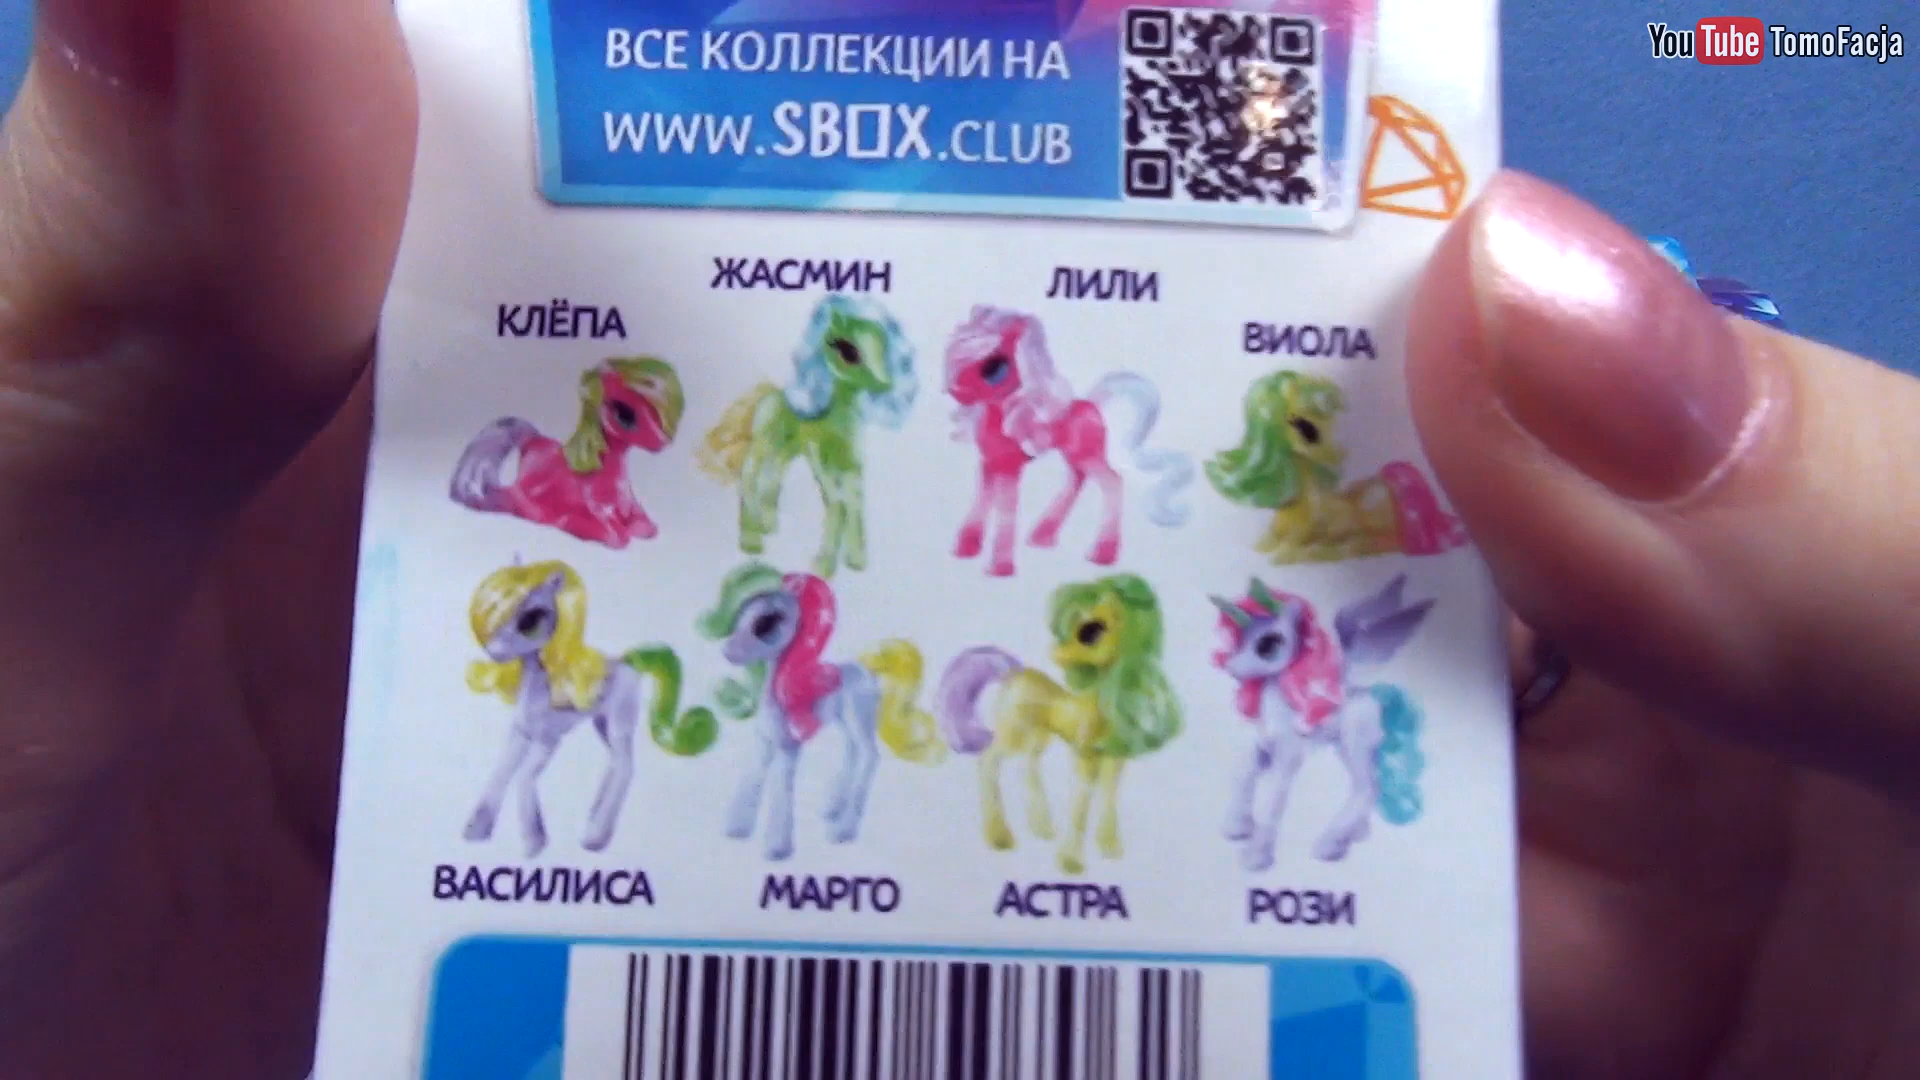 YouTube TomoFacja
ВСЕ КОЛЛЕКЦИИ НА
WWW.SBOX.CLUB
ЖАСМИН
ЛИЛИ
КЛЁПА
ВИОЛА
ВАСИЛИСА
МАРГО
АСТРА
РОЗИ